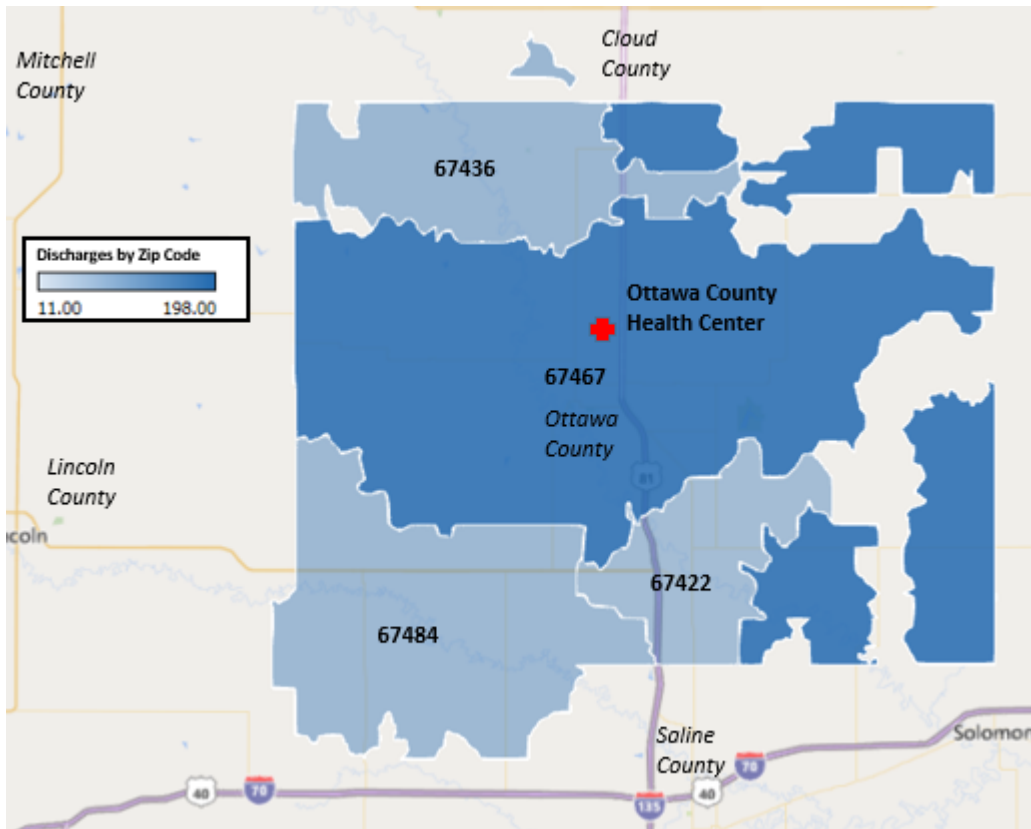 Mitchell
County
Cloud
County
67436
Discharges by Zip Code
11.00 198.00
Ottawa County
Health Center
67467
Ottawa
County
Lincoln
County
81
coln
67422
67484
Saline
County
Solomon
70
40
70
135
40